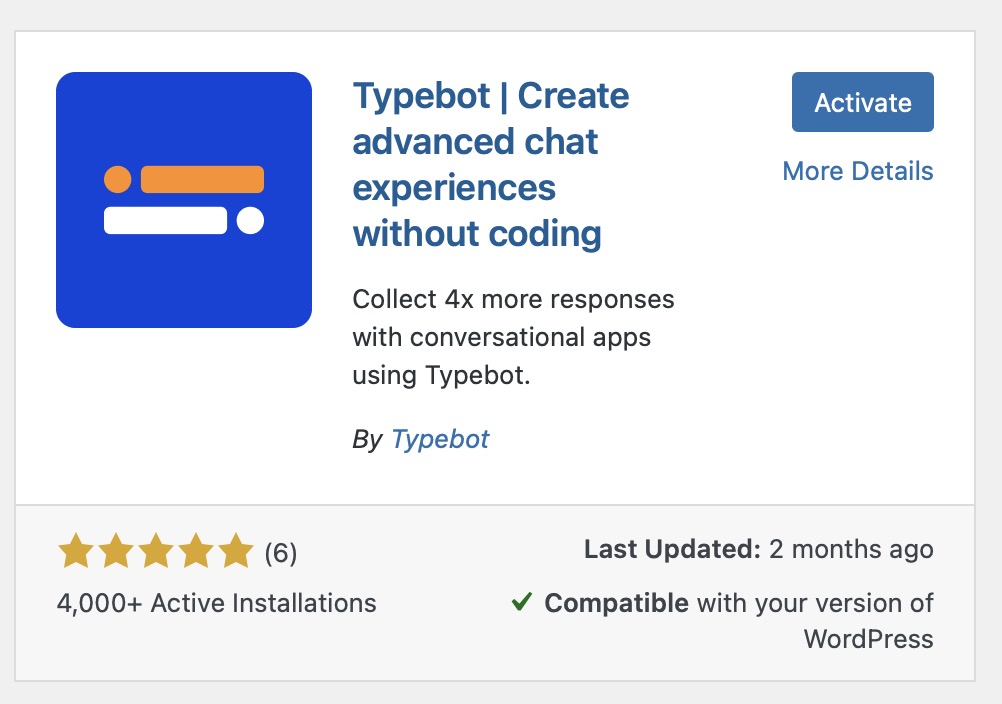 Typebot | Create
advanced chat
experiences
without coding
Activate
More Details
Collect 4x more responses
with conversational apps
using Typebot.
By Typebot
(6)
4,000+ Active Installations
Last Updated: 2 months ago
Compatible with your version of
WordPress